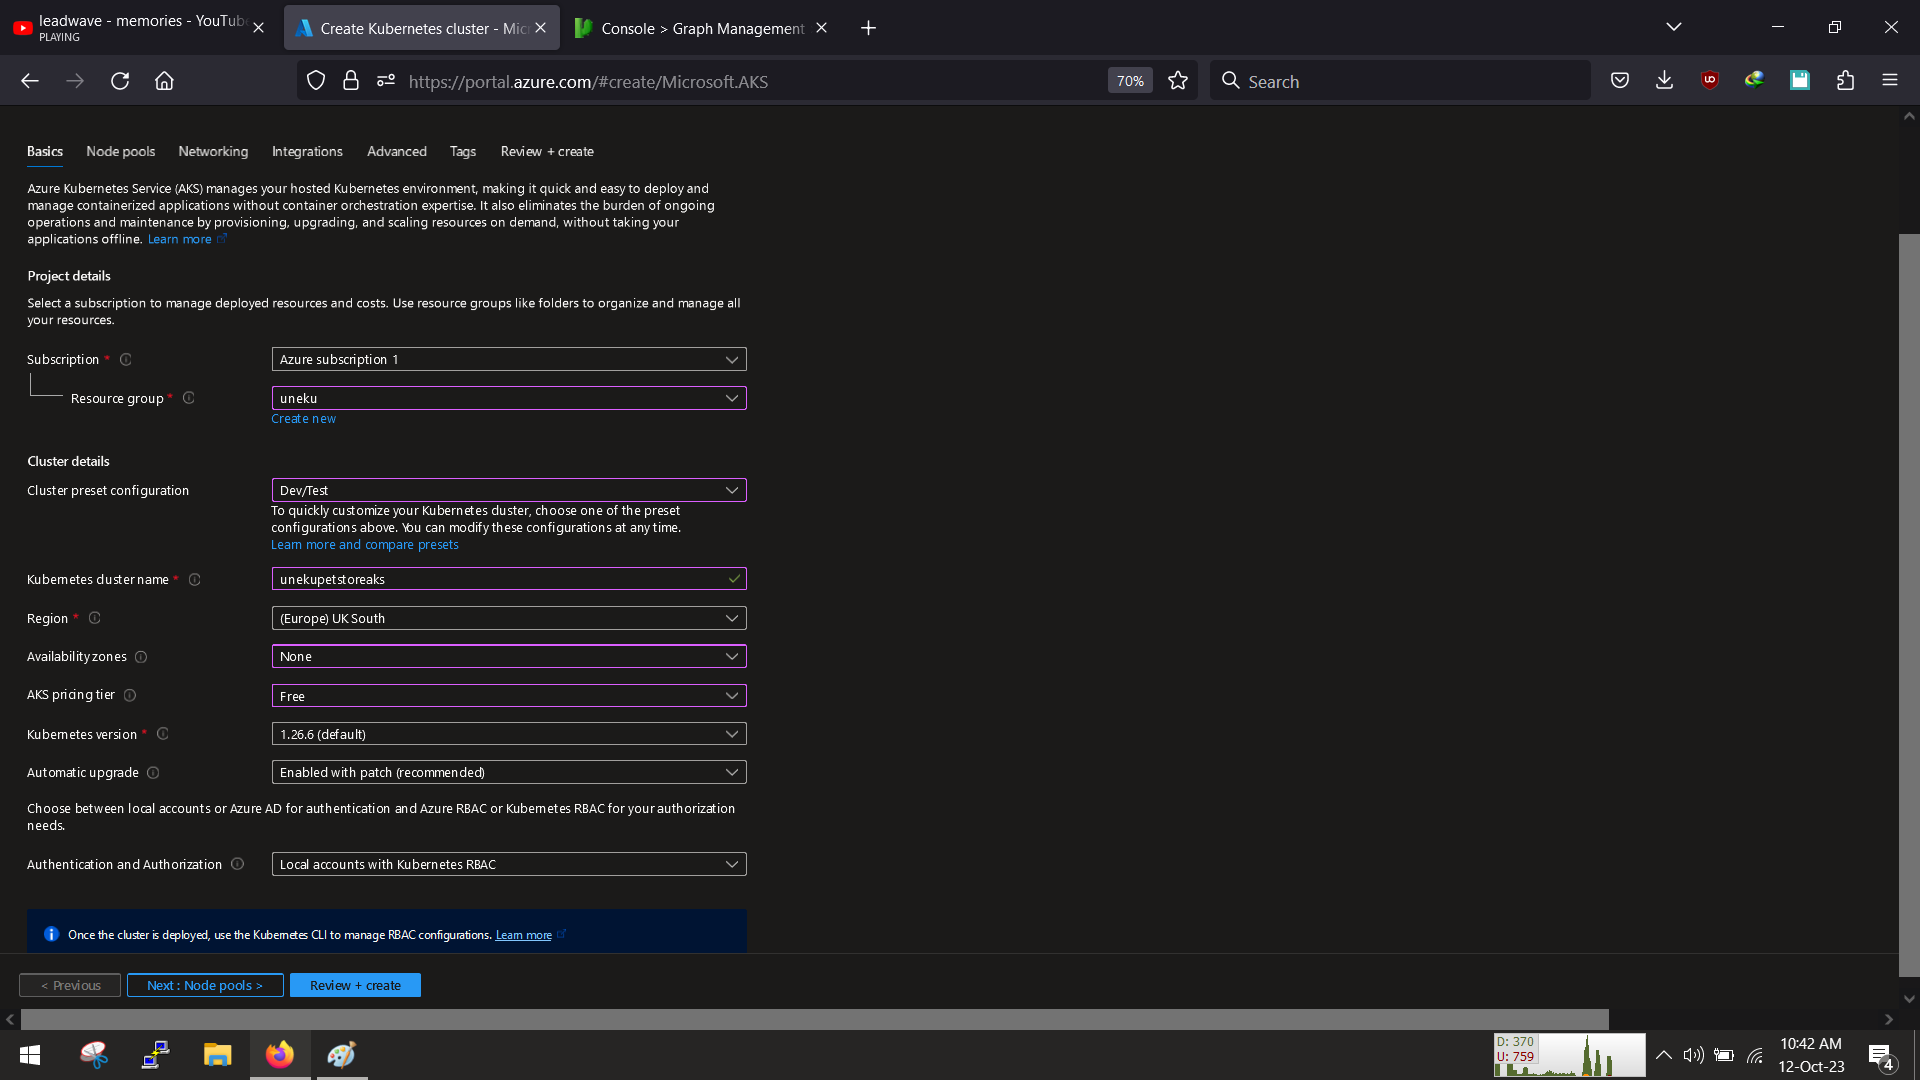 leadwave - memories - YouTube
PLAYING
Create Kubernetes cluster - Mic
Console > Graph Management
https://portal.azure.com/#create/Microsoft.AKS
70%
Search
Basics
Node pools
Networking
Integrations
Advanced
Tags
Review + create
Azure Kubernetes Service (AKS) manages your hosted Kubernetes environment, making it quick and easy to deploy and
manage containerized applications without container orchestration expertise. It also eliminates the burden of ongoing
operations and maintenance by provisioning, upgrading, and scaling resources on demand, without taking your
applications offline. Learn more
Project details
Select a subscription to manage deployed resources and costs. Use resource groups like folders to organize and manage all
your resources.
Subscription *
Azure subscription 1
Resource group *
uneku
Create new
Cluster details
Cluster preset configuration
Dev/Test
To quickly customize your Kubernetes cluster, choose one of the preset
configurations above. You can modify these configurations at any time.
Learn more and compare presets
Kubernetes cluster name *
unekupetstoreaks
Region *
(Europe) UK South
Availability zones
None
AKS pricing tier
Free
Kubernetes version *
1.26.6 (default)
Automatic upgrade
Enabled with patch (recommended)
Choose between local accounts or Azure AD for authentication and Azure RBAC or Kubernetes RBAC for your authorization
needs.
Authentication and Authorization
Local accounts with Kubernetes RBAC
Once the cluster is deployed, use the Kubernetes CLI to manage RBAC configurations. Learn more
< Previous
Next : Node pools >
Review + create
D: 370
U: 759
10:42 AM
12-Oct-23
4